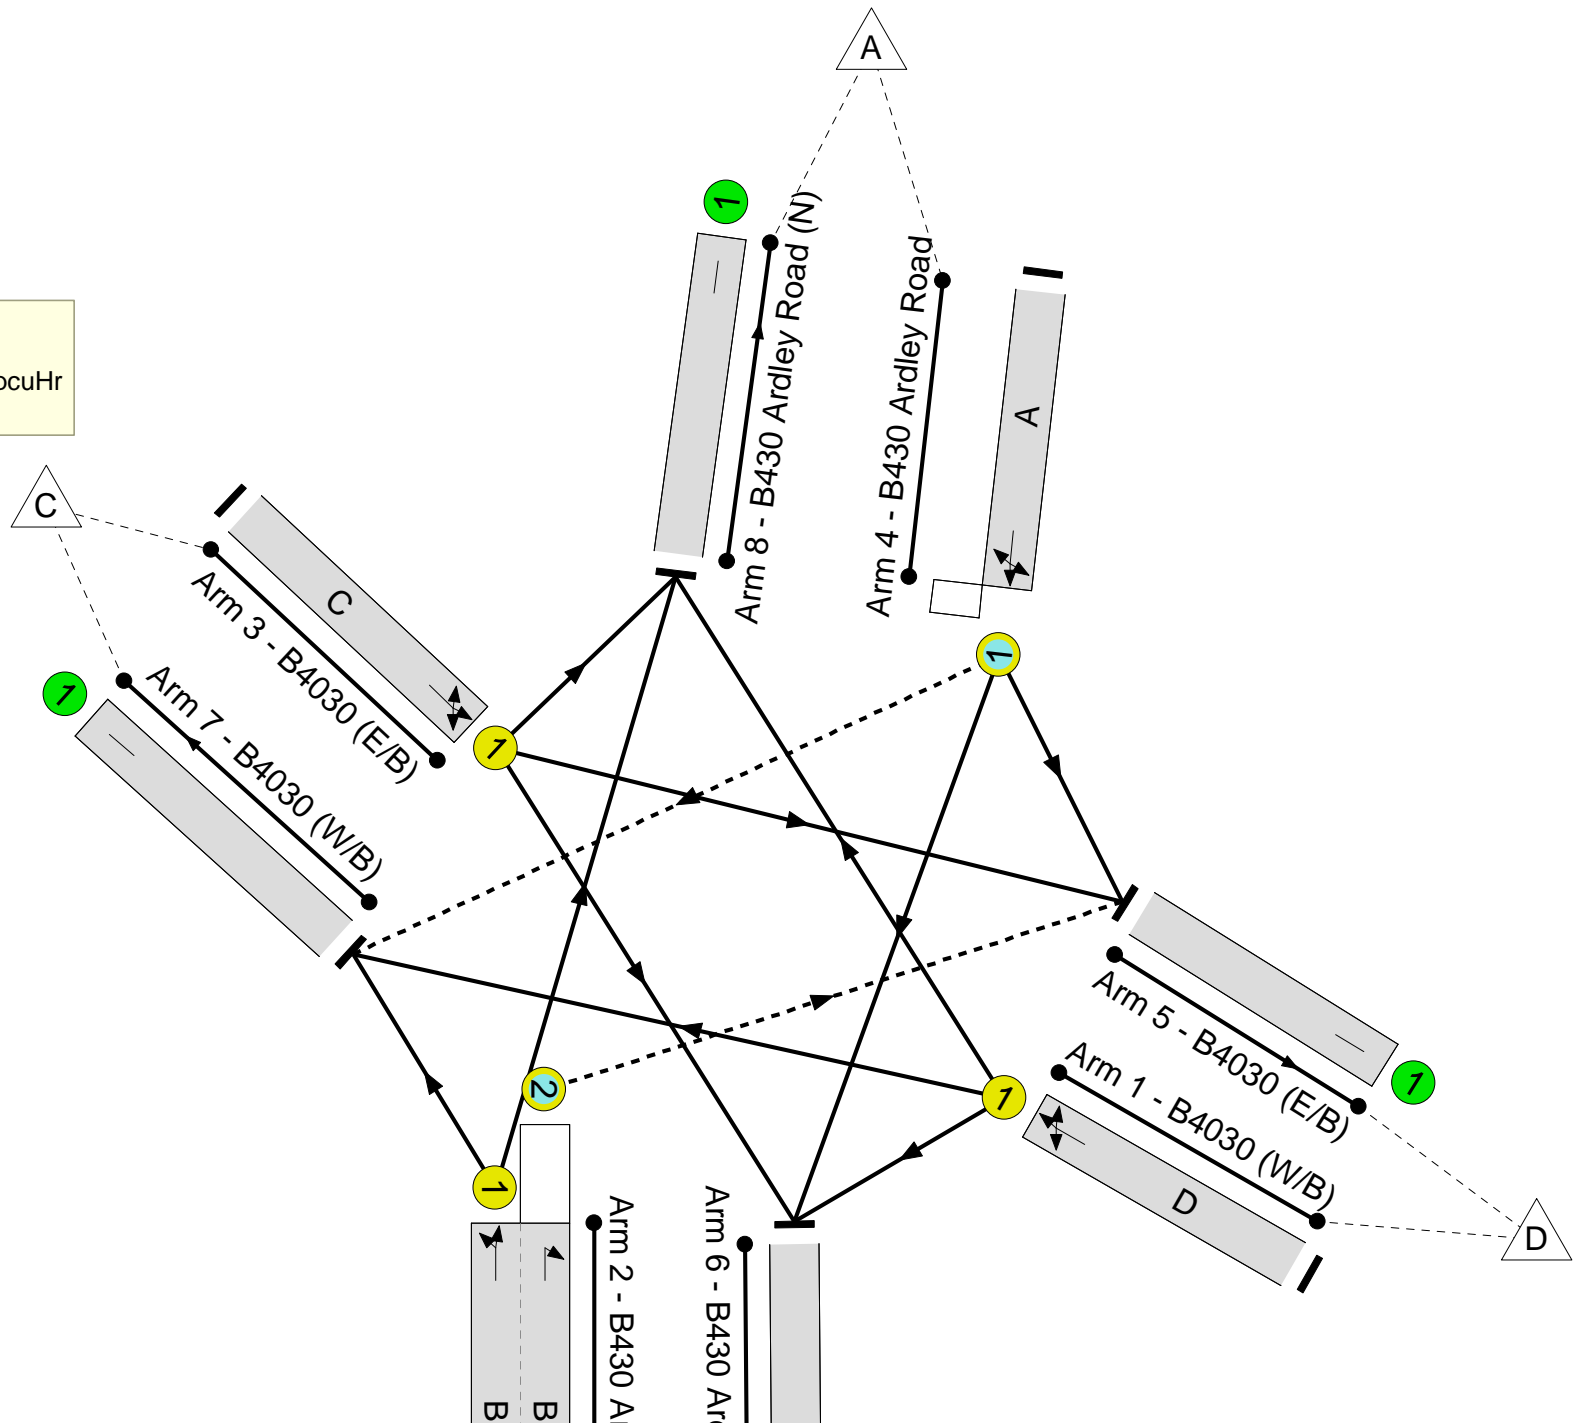 A
1
Arm 8 - B430 Ardley Road (N)
Arm 4 - B430 Ardley Road
A
ocuHr
C
C
Arm 3 - B4030 (E/B)
1
1
Arm 7 - B4030 (W/B)
1
Arm 5 - B4030 (E/B)
1
Arm 1 - B4030 (W/B)
1
D
D
2
1
Arm 2 - B430 A
Arm 6 - B430 Ar
B
B